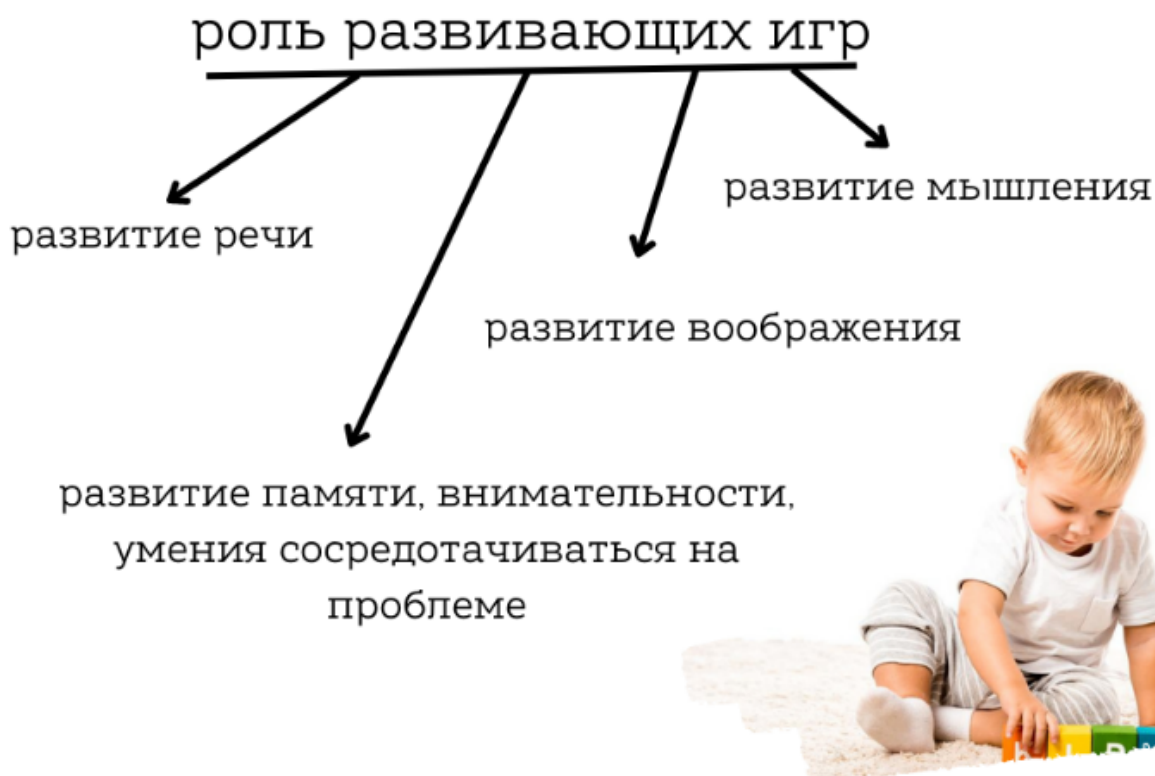 роль развивающих игр
развитие мышления
развитие речи
развитие воображения
развитие памяти, внимательности,
умения сосредотачиваться на
проблеме